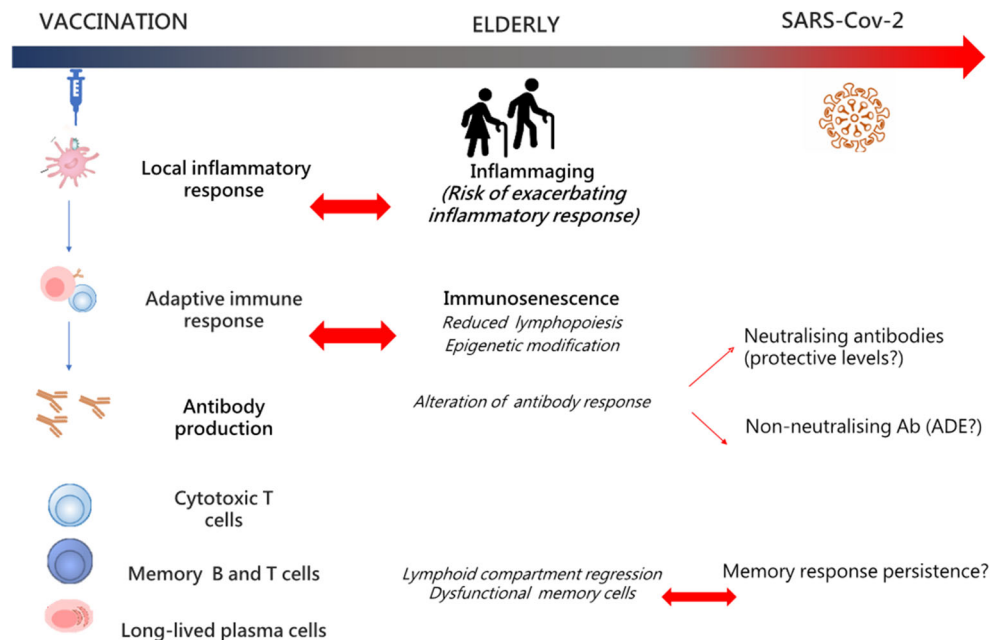 VACCINATION
ELDERLY
SARS-Cov-2
Local inflammatory
response
Inflammaging
(Risk of exacerbating
inflammatory response)
Adaptive immune
response
Immunosenescence
Reduced lymphopoiesis
Epigenetic modification
Neutralising antibodies
(protective levels?)
Antibody
production
Alteration of antibody response
Non-neutralising Ab (ADE?)
Cytotoxic T
cells
Memory B and T cells
Lymphoid compartment regression
Dysfunctional memory cells
Memory response persistence?
Long-lived plasma cells